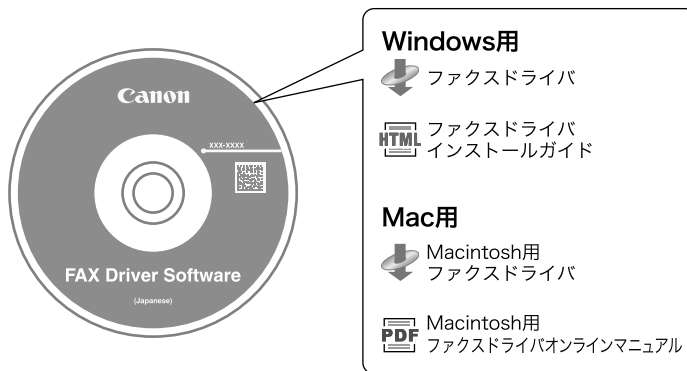 Canon
XXX-XXXX
FAX Driver Software
(Japanese)
Windows用
ファクスドライバ
HTML
ファクスドライバ
インストールガイド
Mac用
Macintosh用
ファクスドライバ
PDF
Macintosh用
ファクスドライバオンラインマニュアル